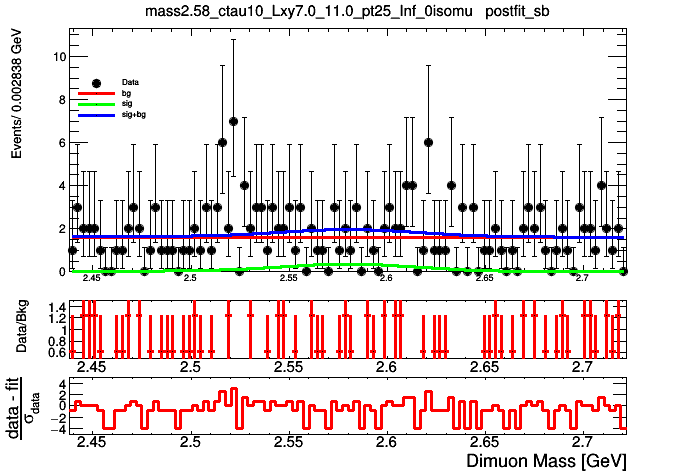 mass2.58_ctau10_Lxy7.0_11.0_pt25_lnf_0isomu postfit_sb
Events/ 0.002838 GeV
10
8
6
4
2
0
Data
bg
sig
sig+bg
2.45 2.5 2.55 2.6 2.65 2.7
Data/Bkg
1.4
1.2
1
0.8
0.6
2.45 2.5 2.55 2.6 2.65 2.7
data - fit
σdata
4
2
0
−2
−4
2.45 2.5 2.55 2.6 2.65 2.7
Dimuon Mass [GeV]